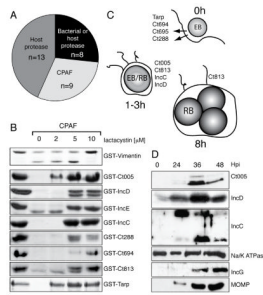 A
Host protease
n=13
Bacterial or host protease
n=8
CPAF
n=9
C
0h
Tarp
Ct694
Ct695
Ct288
EB
Ct005
Ct813
IncD
IncC
EB/RB
1-3h
Ct813
RB
8h
B
CPAF
0 2 5 10 lactacystin [µM]
GST-Vimentin
GST-Ct005
GST-IncD
GST-IncE
GST-IncC
GST-Ct288
GST-Ct694
GST-Ct813
GST-Tarp
D
0 24 36 48 Hpi
Ct005
IncD
IncC
Na/K ATPas
IncG
MOMP